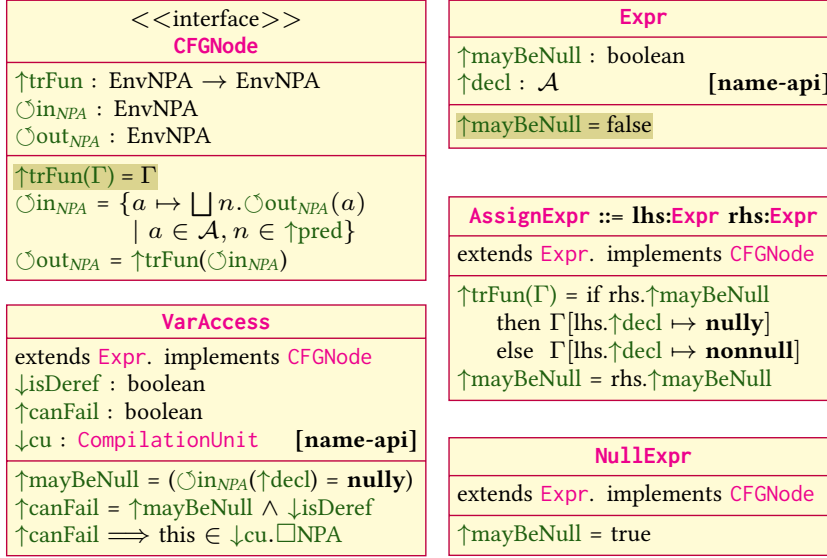 <<interface>>
CFGNode
↑trFun : EnvNPA → EnvNPA
↺in_NPA : EnvNPA
↺out_NPA : EnvNPA
↑trFun(Γ) = Γ
↺in_NPA = {a ↦ ⨆ n.↺out_NPA(a)
| a ∈ 𝒜, n ∈ ↑pred}
↺out_NPA = ↑trFun(↺in_NPA)
VarAccess
extends Expr. implements CFGNode
↓isDeref : boolean
↑canFail : boolean
↓cu : CompilationUnit [name-api]
↑mayBeNull = (↺in_NPA(↑decl) = nully)
↑canFail = ↑mayBeNull ∧ ↓isDeref
↑canFail ⟹ this ∈ ↓cu.□NPA
Expr
↑mayBeNull : boolean
↑decl : 𝒜 [name-api]
↑mayBeNull = false
AssignExpr ::= lhs:Expr rhs:Expr
extends Expr. implements CFGNode
↑trFun(Γ) = if rhs.↑mayBeNull
then Γ[lhs.↑decl ↦ nully]
else Γ[lhs.↑decl ↦ nonnull]
↑mayBeNull = rhs.↑mayBeNull
NullExpr
extends Expr. implements CFGNode
↑mayBeNull = true